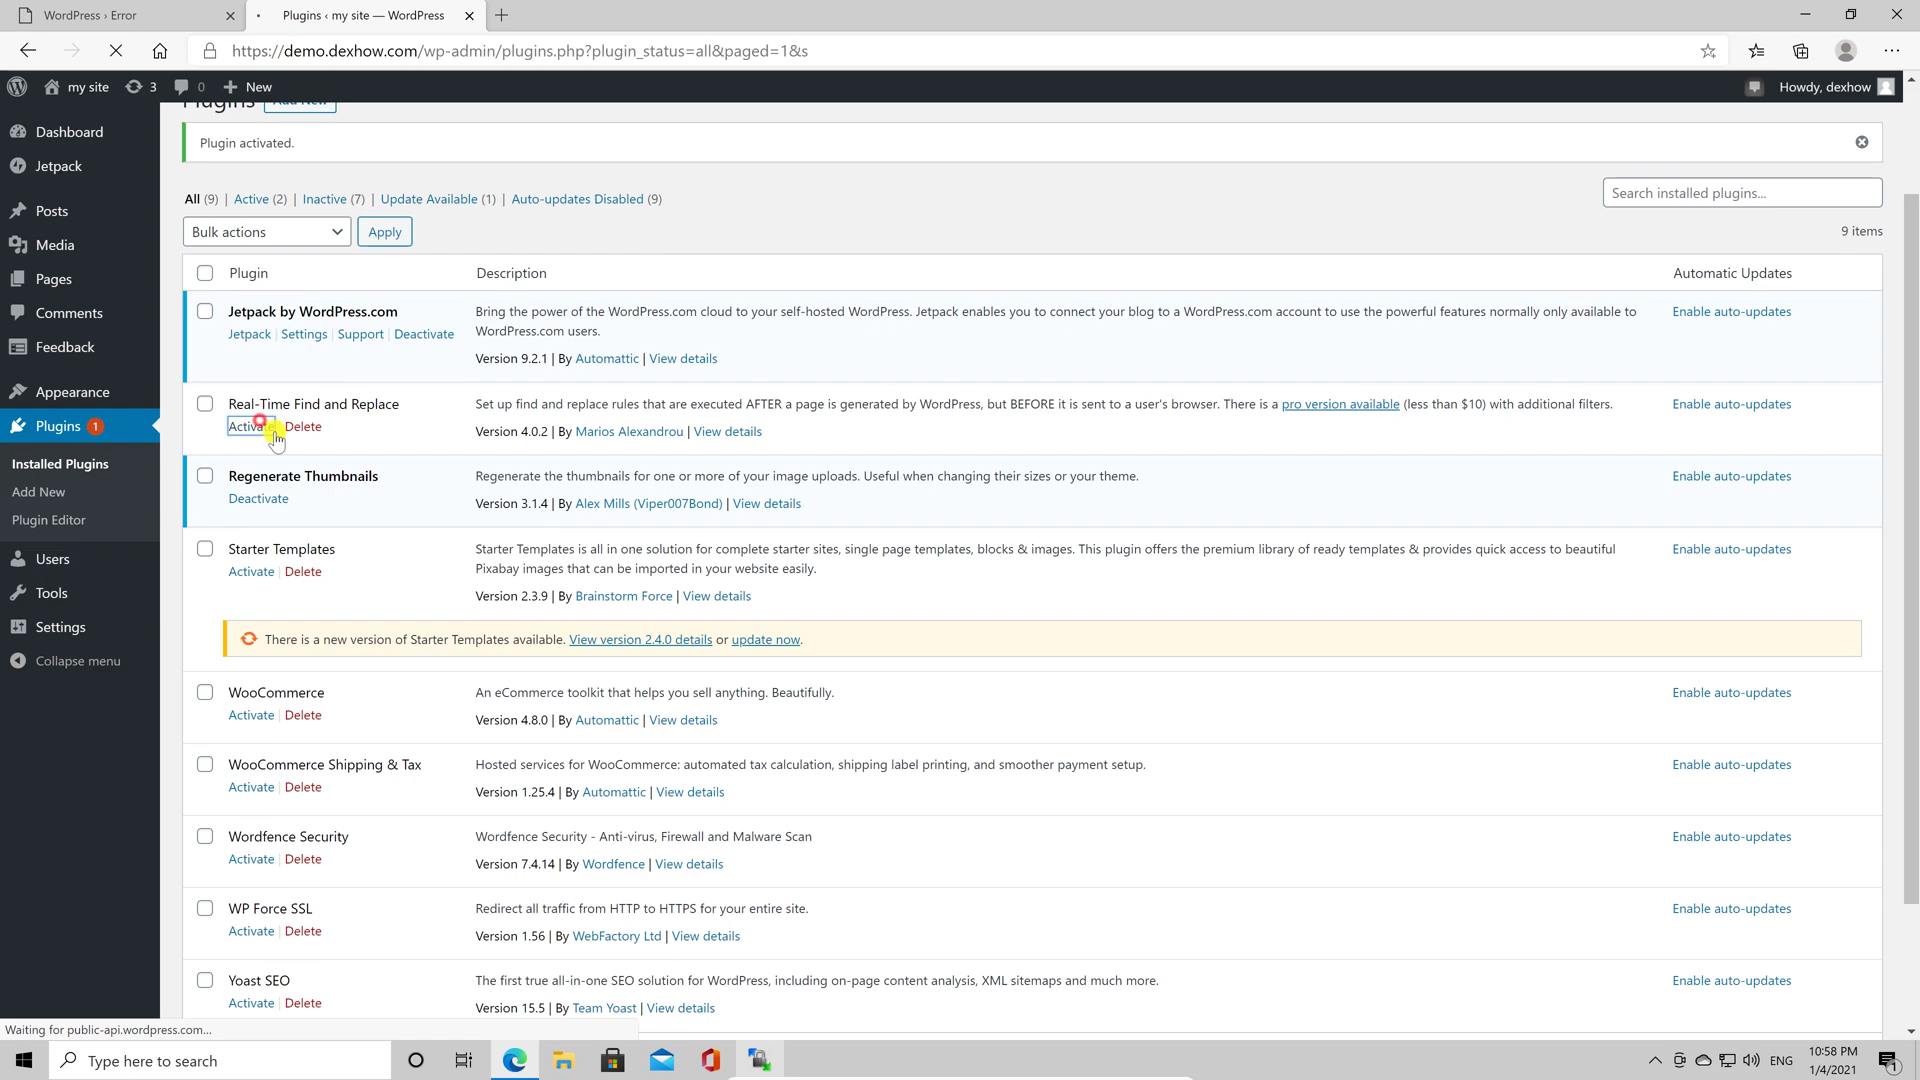 WordPress › Error
Plugins ‹ my site — WordPress
https://demo.dexhow.com/wp-admin/plugins.php?plugin_status=all&paged=1&s
my site 3 0 New
Howdy, dexhow
Dashboard
Jetpack
Posts
Media
Pages
Comments
Feedback
Appearance
Plugins 1
Installed Plugins
Add New
Plugin Editor
Users
Tools
Settings
Collapse menu
Plugins Add New
Plugin activated.
All (9) | Active (2) | Inactive (7) | Update Available (1) | Auto-updates Disabled (9)
Search installed plugins...
Bulk actions Apply
9 items
Plugin Description Automatic Updates
Jetpack by WordPress.com
Jetpack | Settings | Support | Deactivate
Bring the power of the WordPress.com cloud to your self-hosted WordPress. Jetpack enables you to connect your blog to a WordPress.com account to use the powerful features normally only available to
WordPress.com users.
Version 9.2.1 | By Automattic | View details
Enable auto-updates
Real-Time Find and Replace
Activate | Delete
Set up find and replace rules that are executed AFTER a page is generated by WordPress, but BEFORE it is sent to a user's browser. There is a pro version available (less than $10) with additional filters.
Version 4.0.2 | By Marios Alexandrou | View details
Enable auto-updates
Regenerate Thumbnails
Deactivate
Regenerate the thumbnails for one or more of your image uploads. Useful when changing their sizes or your theme.
Version 3.1.4 | By Alex Mills (Viper007Bond) | View details
Enable auto-updates
Starter Templates
Activate | Delete
Starter Templates is all in one solution for complete starter sites, single page templates, blocks & images. This plugin offers the premium library of ready templates & provides quick access to beautiful
Pixabay images that can be imported in your website easily.
Version 2.3.9 | By Brainstorm Force | View details
Enable auto-updates
There is a new version of Starter Templates available. View version 2.4.0 details or update now.
WooCommerce
Activate | Delete
An eCommerce toolkit that helps you sell anything. Beautifully.
Version 4.8.0 | By Automattic | View details
Enable auto-updates
WooCommerce Shipping & Tax
Activate | Delete
Hosted services for WooCommerce: automated tax calculation, shipping label printing, and smoother payment setup.
Version 1.25.4 | By Automattic | View details
Enable auto-updates
Wordfence Security
Activate | Delete
Wordfence Security - Anti-virus, Firewall and Malware Scan
Version 7.4.14 | By Wordfence | View details
Enable auto-updates
WP Force SSL
Activate | Delete
Redirect all traffic from HTTP to HTTPS for your entire site.
Version 1.56 | By WebFactory Ltd | View details
Enable auto-updates
Yoast SEO
Activate | Delete
The first true all-in-one SEO solution for WordPress, including on-page content analysis, XML sitemaps and much more.
Version 15.5 | By Team Yoast | View details
Enable auto-updates
Waiting for public-api.wordpress.com...
Type here to search
ENG
10:58 PM
1/4/2021
1